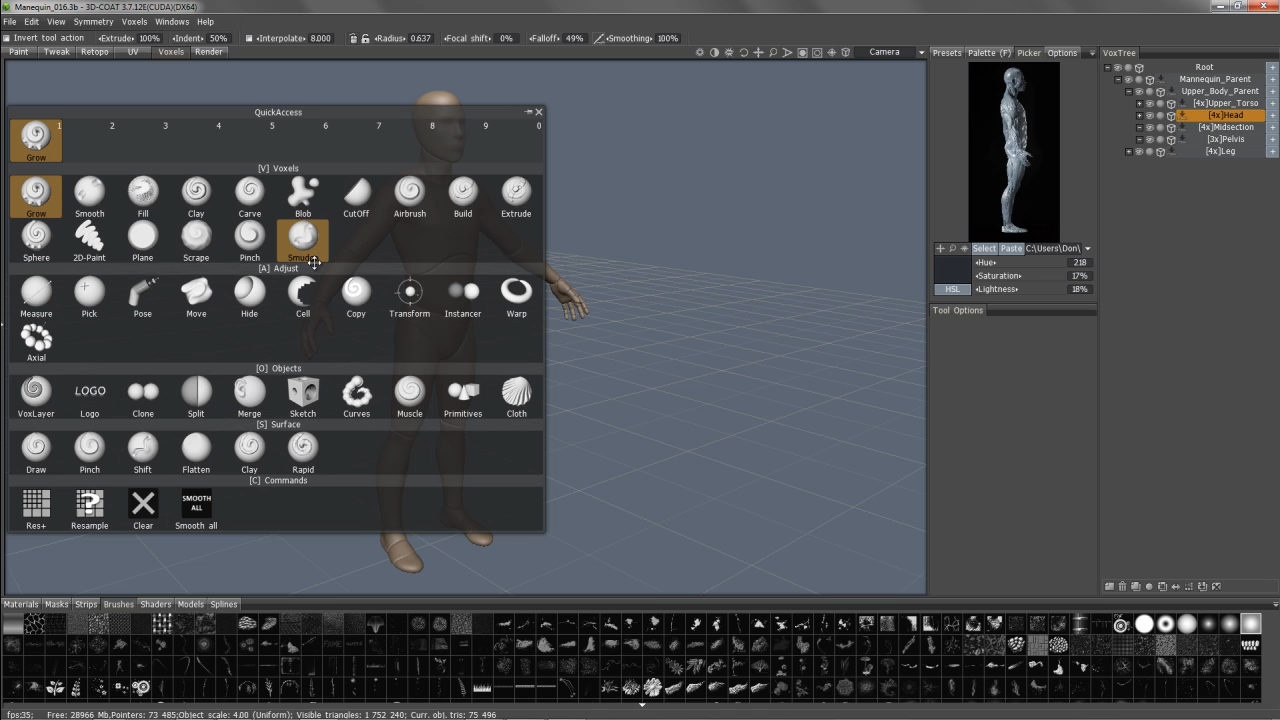 Mannequin_016.3b - 3D-COAT 3.7.12E(CUDA)(DX64)
File Edit View Symmetry Voxels Windows Help
Invert tool action Extrude: 100% Indent: 50% Interpolate: 8.000 Radius: 0.637 Focal shift: 0% Falloff: 49% Smoothing: 100%
Paint Tweak Retopo UV Voxels Render Camera
Presets Palette (F) Picker Options VoxTree
Root
Mannequin_Parent
Upper_Body_Parent
[4x]Upper_Torso
[4x]Head
[4x]Midsection
[3x]Pelvis
[4x]Leg
QuickAccess
1 2 3 4 5 6 7 8 9 0
Grow
[V] Voxels
Grow Smooth Fill Clay Carve Blob CutOff Airbrush Build Extrude
Sphere 2D-Paint Plane Scrape Pinch Smudge
[A] Adjust
Measure Pick Pose Move Hide Cell Copy Transform Instancer Warp
Axial
[O] Objects
LOGO
VoxLayer Logo Clone Split Merge Sketch Curves Muscle Primitives Cloth
[S] Surface
Draw Pinch Shift Flatten Clay Rapid
[C] Commands
SMOOTH
ALL
Res+ Resample Clear Smooth all
Select Paste C:\Users\Don\
Hue: 218
Saturation: 17%
HSL Lightness: 18%
Tool Options
Materials Masks Strips Brushes Shaders Models Splines
fps:35; Free: 28966 Mb,Pointers: 73 485;Object scale: 4.00 (Uniform); Visible triangles: 1 752 240; Curr. obj. tris: 75 496